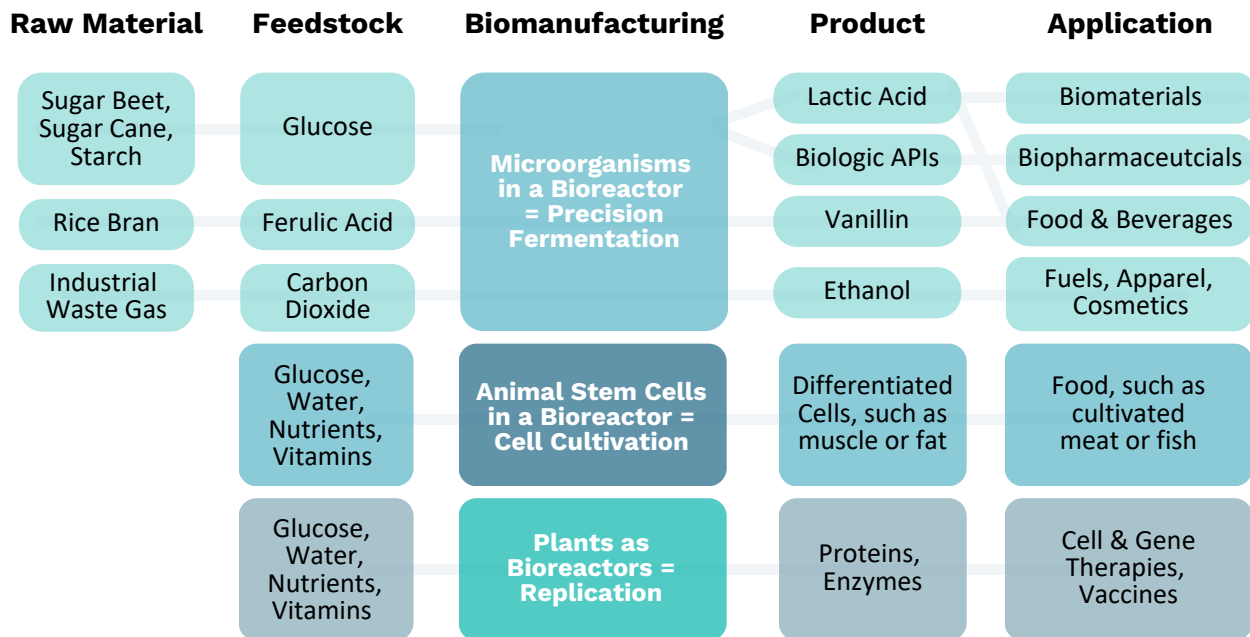 Raw Material
Feedstock
Biomanufacturing
Product
Application
Sugar Beet,
Sugar Cane,
Starch
Glucose
Microorganisms
in a Bioreactor
= Precision
Fermentation
Lactic Acid
Biomaterials
Biologic APIs
Biopharmaceutcials
Rice Bran
Ferulic Acid
Vanillin
Food & Beverages
Industrial
Waste Gas
Carbon
Dioxide
Ethanol
Fuels, Apparel,
Cosmetics
Glucose,
Water,
Nutrients,
Vitamins
Animal Stem Cells
in a Bioreactor =
Cell Cultivation
Differentiated
Cells, such as
muscle or fat
Food, such as
cultivated
meat or fish
Glucose,
Water,
Nutrients,
Vitamins
Plants as
Bioreactors =
Replication
Proteins,
Enzymes
Cell & Gene
Therapies,
Vaccines